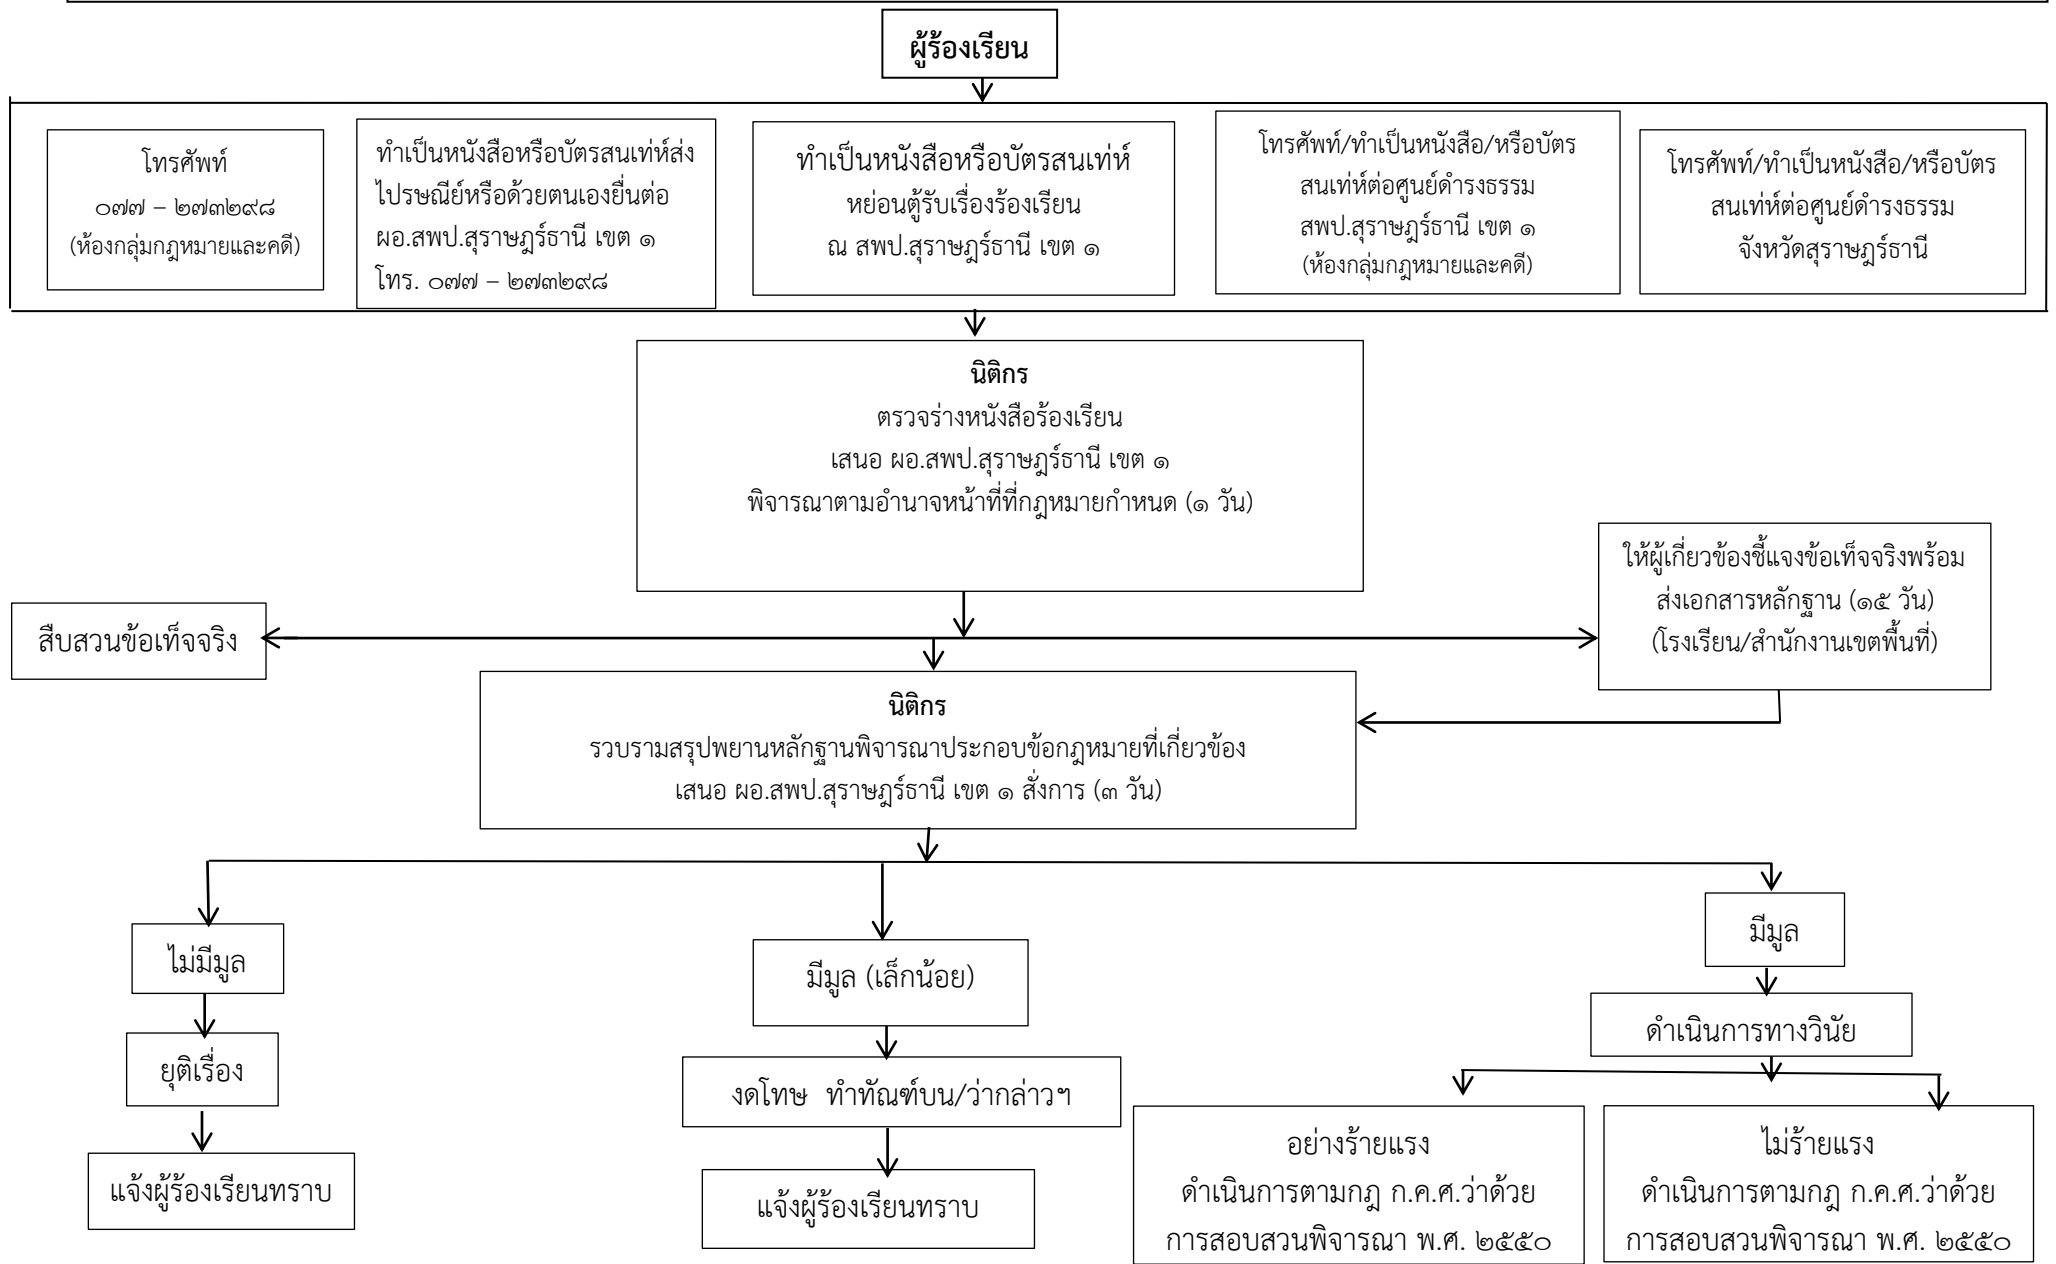 ผู้ร้องเรียน
โทรศัพท์
๐๗๗ – ๒๗๓๒๙๘
(ห้องกลุ่มกฎหมายและคดี)
ทำเป็นหนังสือหรือบัตรสนเท่ห์ส่ง
ไปรษณีย์หรือด้วยตนเองยื่นต่อ
ผอ.สพป.สุราษฎร์ธานี เขต ๑
โทร. ๐๗๗ – ๒๗๓๒๙๘
ทำเป็นหนังสือหรือบัตรสนเท่ห์
หย่อนตู้รับเรื่องร้องเรียน
ณ สพป.สุราษฎร์ธานี เขต ๑
โทรศัพท์/ทำเป็นหนังสือ/หรือบัตร
สนเท่ห์ต่อศูนย์ดำรงธรรม
สพป.สุราษฎร์ธานี เขต ๑
(ห้องกลุ่มกฎหมายและคดี)
โทรศัพท์/ทำเป็นหนังสือ/หรือบัตร
สนเท่ห์ต่อศูนย์ดำรงธรรม
จังหวัดสุราษฎร์ธานี
นิติกร
ตรวจร่างหนังสือร้องเรียน
เสนอ ผอ.สพป.สุราษฎร์ธานี เขต ๑
พิจารณาตามอำนาจหน้าที่ที่กฎหมายกำหนด (๑ วัน)
ให้ผู้เกี่ยวข้องชี้แจงข้อเท็จจริงพร้อม
ส่งเอกสารหลักฐาน (๑๕ วัน)
(โรงเรียน/สำนักงานเขตพื้นที่)
สืบสวนข้อเท็จจริง
นิติกร
รวบรามสรุปพยานหลักฐานพิจารณาประกอบข้อกฎหมายที่เกี่ยวข้อง
เสนอ ผอ.สพป.สุราษฎร์ธานี เขต ๑ สั่งการ (๓ วัน)
ไม่มีมูล
ยุติเรื่อง
แจ้งผู้ร้องเรียนทราบ
มีมูล (เล็กน้อย)
งดโทษ ทำทัณฑ์บน/ว่ากล่าวฯ
แจ้งผู้ร้องเรียนทราบ
มีมูล
ดำเนินการทางวินัย
อย่างร้ายแรง
ดำเนินการตามกฎ ก.ค.ศ.ว่าด้วย
การสอบสวนพิจารณา พ.ศ. ๒๕๕๐
ไม่ร้ายแรง
ดำเนินการตามกฎ ก.ค.ศ.ว่าด้วย
การสอบสวนพิจารณา พ.ศ. ๒๕๕๐